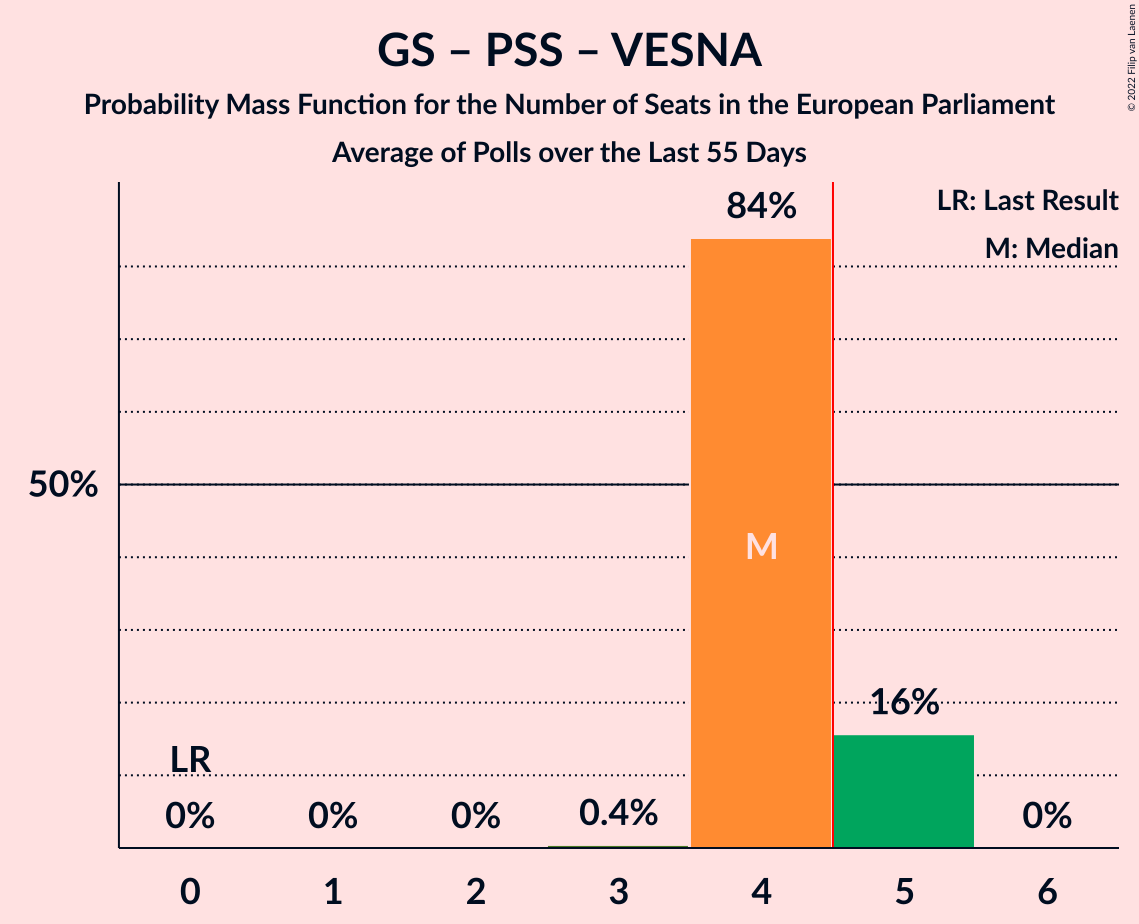 GS – PSS – VESNA
Probability Mass Function for the Number of Seats in the European Parliament
Average of Polls over the Last 55 Days
© 2022 Filip van Laenen
LR: Last Result
M: Median
84%
50%
M
16%
LR
0%
0%
0%
0.4%
0%
0
1
2
3
4
5
6